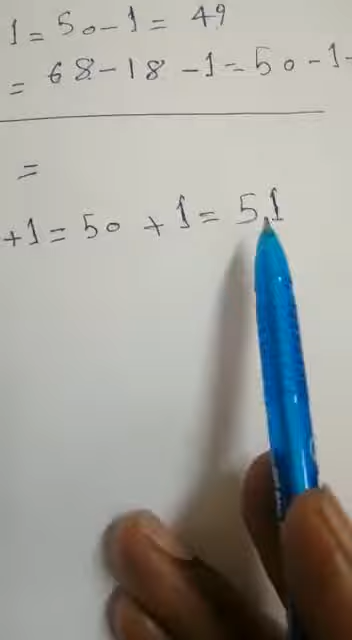 1 = 50 - 1 = 49
= 68 - 18 - 1 = 50 - 1 -
=
+1 = 50 + 1 = 51